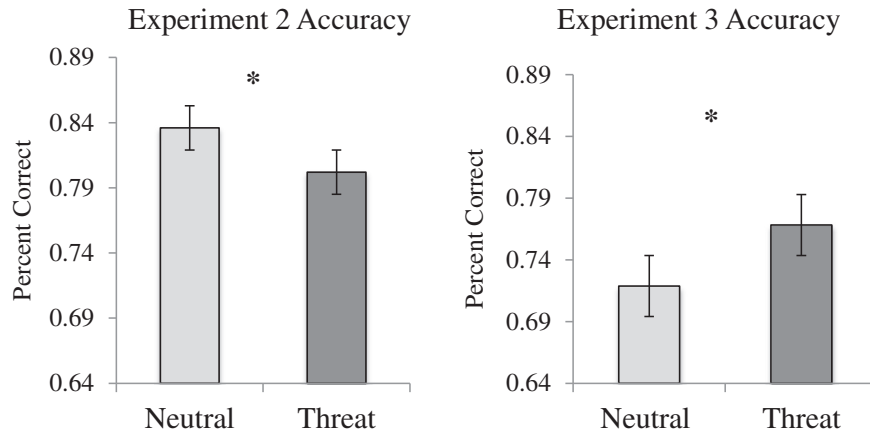 Experiment 2 Accuracy
Percent Correct
0.89
0.84
0.79
0.74
0.69
0.64
*
Neutral Threat
Experiment 3 Accuracy
Percent Correct
0.89
0.84
0.79
0.74
0.69
0.64
*
Neutral Threat